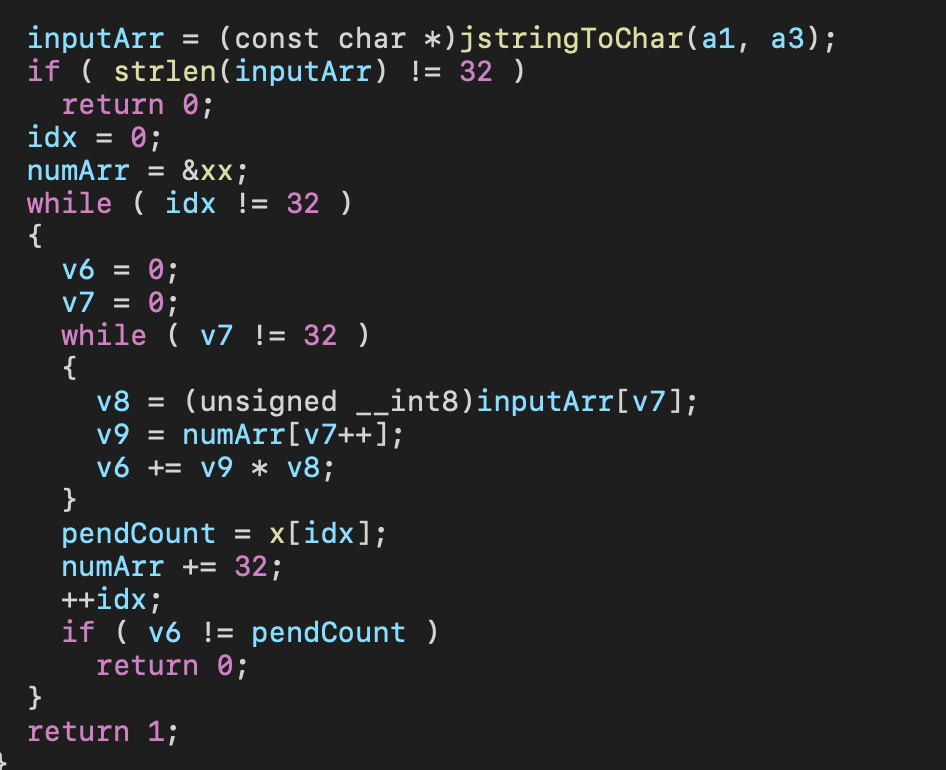 inputArr = (const char *)jstringToChar(a1, a3);
if ( strlen(inputArr) != 32 )
  return 0;
idx = 0;
numArr = &xx;
while ( idx != 32 )
{
  v6 = 0;
  v7 = 0;
  while ( v7 != 32 )
  {
    v8 = (unsigned __int8)inputArr[v7];
    v9 = numArr[v7++];
    v6 += v9 * v8;
  }
  pendCount = x[idx];
  numArr += 32;
  ++idx;
  if ( v6 != pendCount )
    return 0;
}
return 1;
}